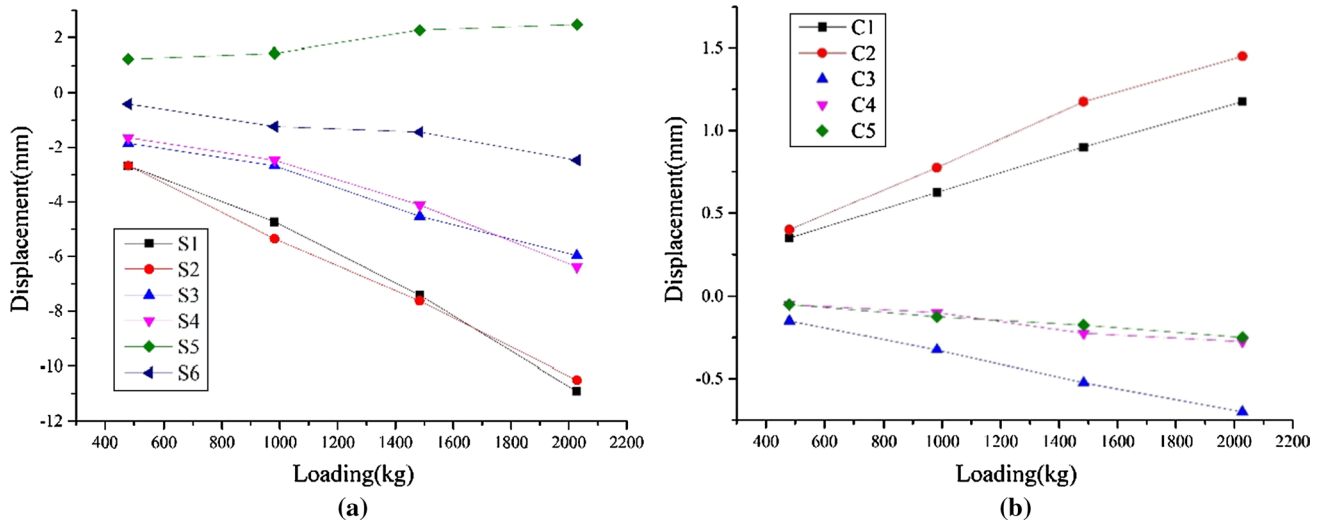 2
0
-2
-4
-6
-8
-10
-12
Displacement(mm)
S1
S2
S3
S4
S5
S6
400 600 800 1000 1200 1400 1600 1800 2000 2200
Loading(kg)
(a)
1.5
1.0
0.5
0.0
-0.5
Displacement(mm)
C1
C2
C3
C4
C5
400 600 800 1000 1200 1400 1600 1800 2000 2200
Loading(kg)
(b)